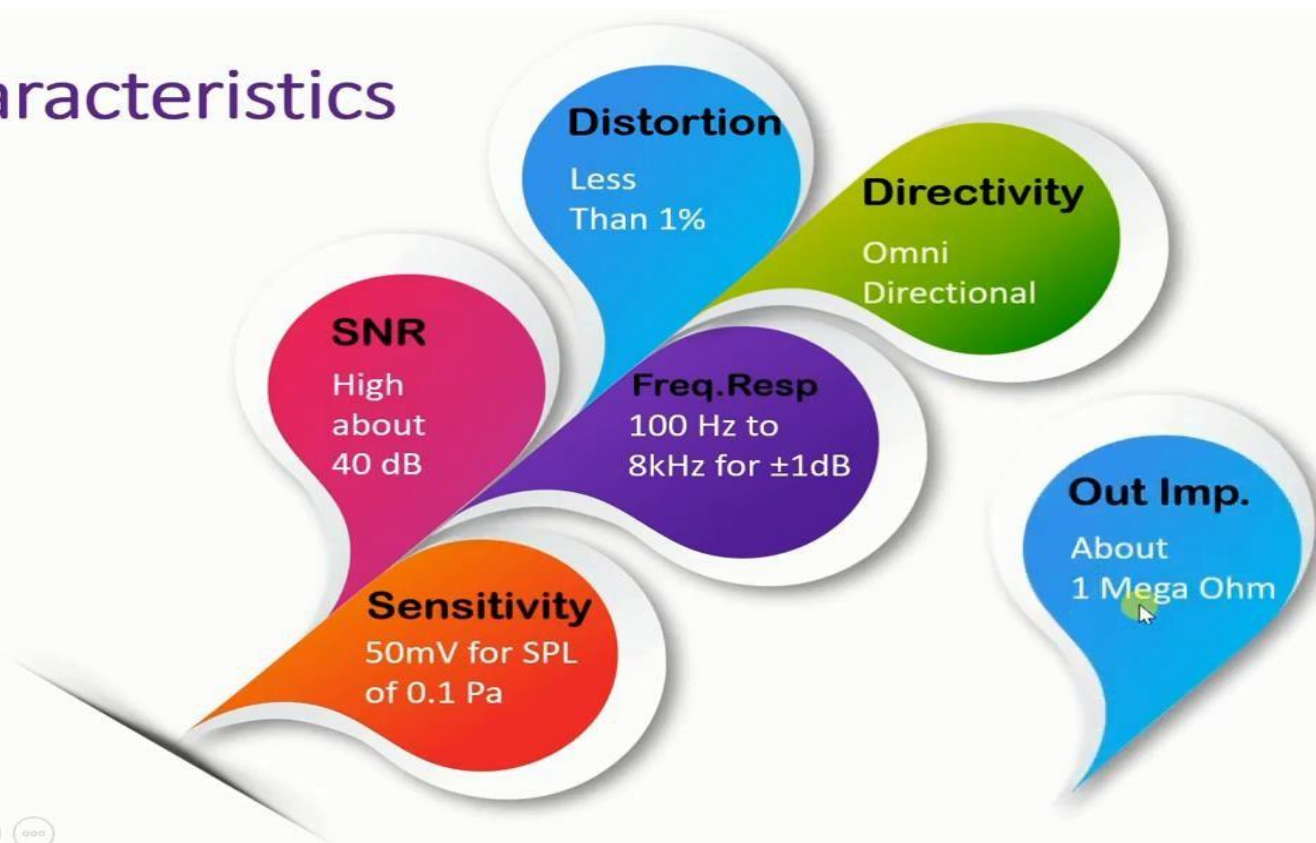 aracteristics
Distortion
Less
Than 1%
Directivity
Omni
Directional
SNR
High
about
40 dB
Freq.Resp
100 Hz to
8kHz for ±1dB
Out Imp.
About
1 Mega Ohm
Sensitivity
50mV for SPL
of 0.1 Pa